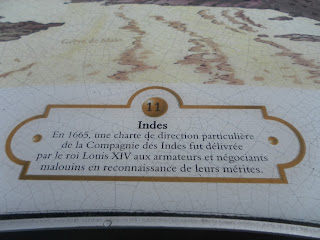 11
Indes
En 1665, une charte de direction particulière
de la Compagnie des Indes fut délivrée
par le roi Louis XIV aux armateurs et négociants
malouins en reconnaissance de leurs mérites.